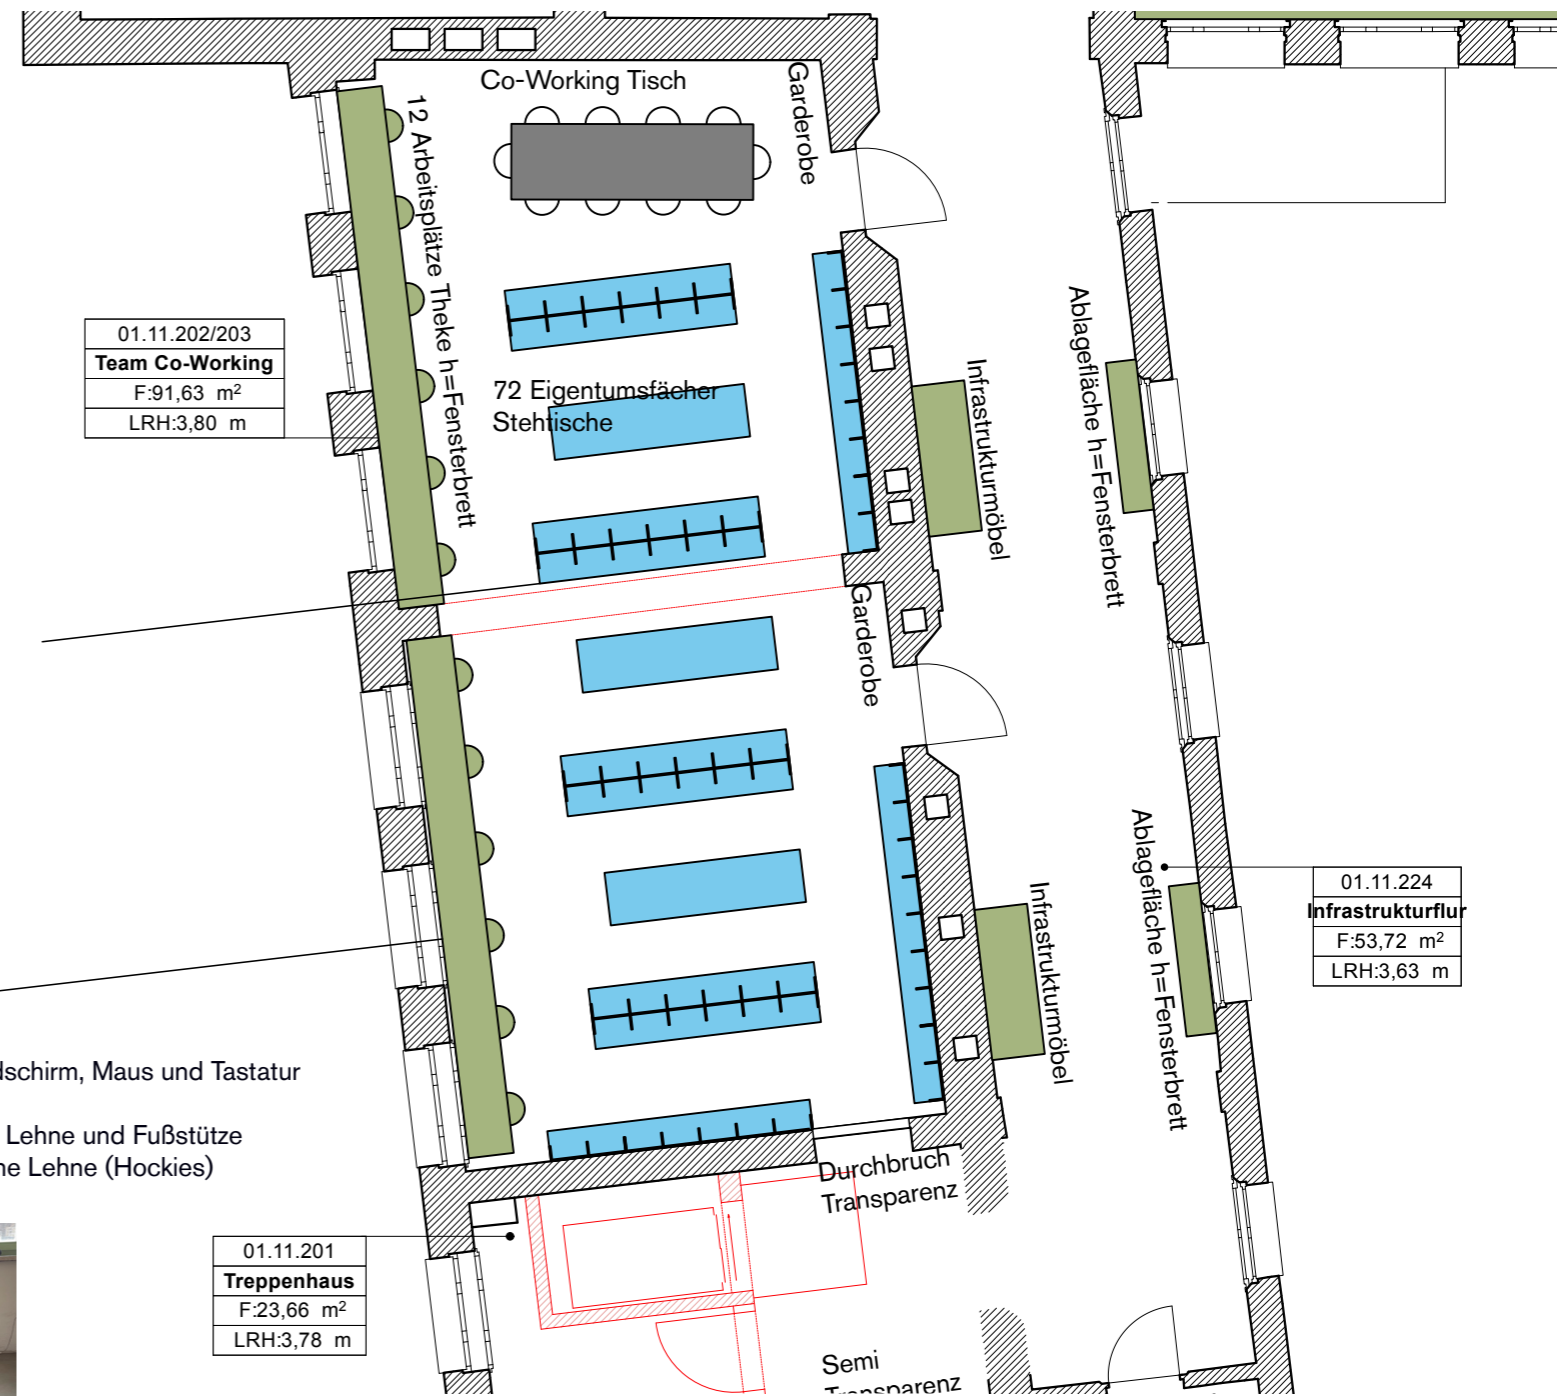 Co-Working Tisch
Garderobe
12 Arbeitsplätze Theke h=Fensterbrett
01.11.202/203
Team Co-Working
F:91,63 m²
LRH:3,80 m
72 Eigentumsfächer
Stehtische
Infrastrukturmöbel
Ablagefläche h=Fensterbrett
Garderobe
Infrastrukturmöbel
Ablagefläche h=Fensterbrett
01.11.224
Infrastrukturflur
F:53,72 m²
LRH:3,63 m
dschirm, Maus und Tastatur
Lehne und Fußstütze
ne Lehne (Hockies)
Durchbruch
Transparenz
01.11.201
Treppenhaus
F:23,66 m²
LRH:3,78 m
Semi
Transparenz